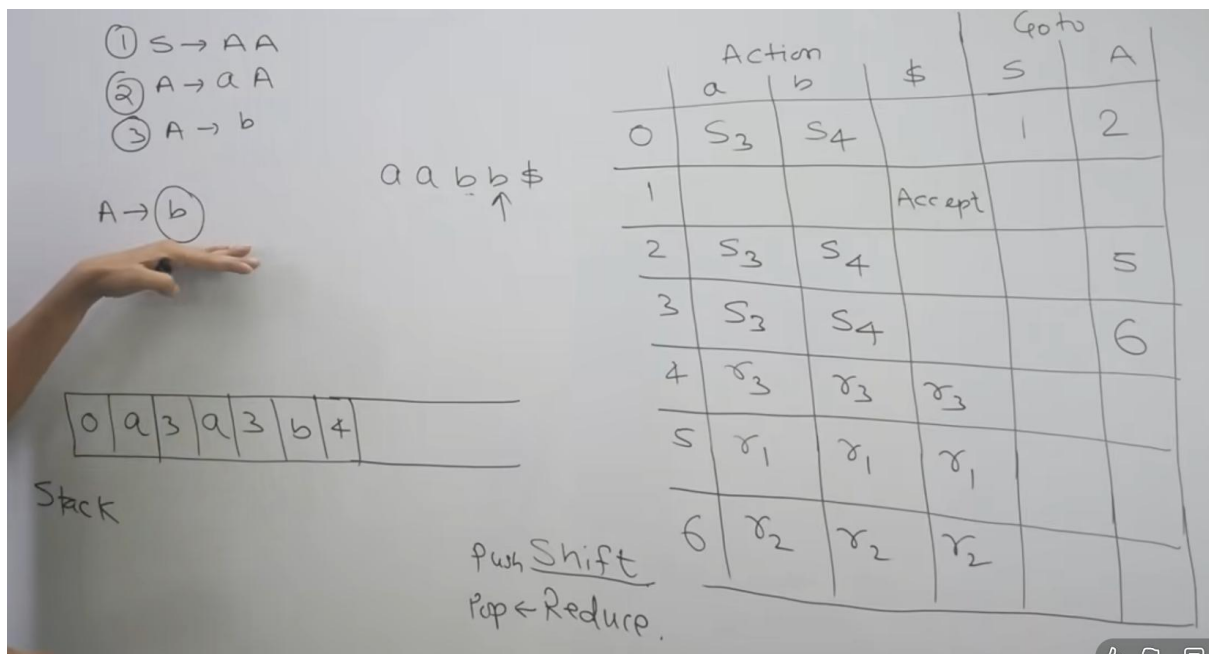 ① S → A A
② A → a A
③ A → b
A → b
a a b b $
↑
0 a 3 a 3 b 4
Stack
Push Shift
Pop ← Reduce.
Action Goto
a b $ S A
0 S3 S4 1 2
1 Accept
2 S3 S4 5
3 S3 S4 6
4 r3 r3 r3
5 r1 r1 r1
6 r2 r2 r2